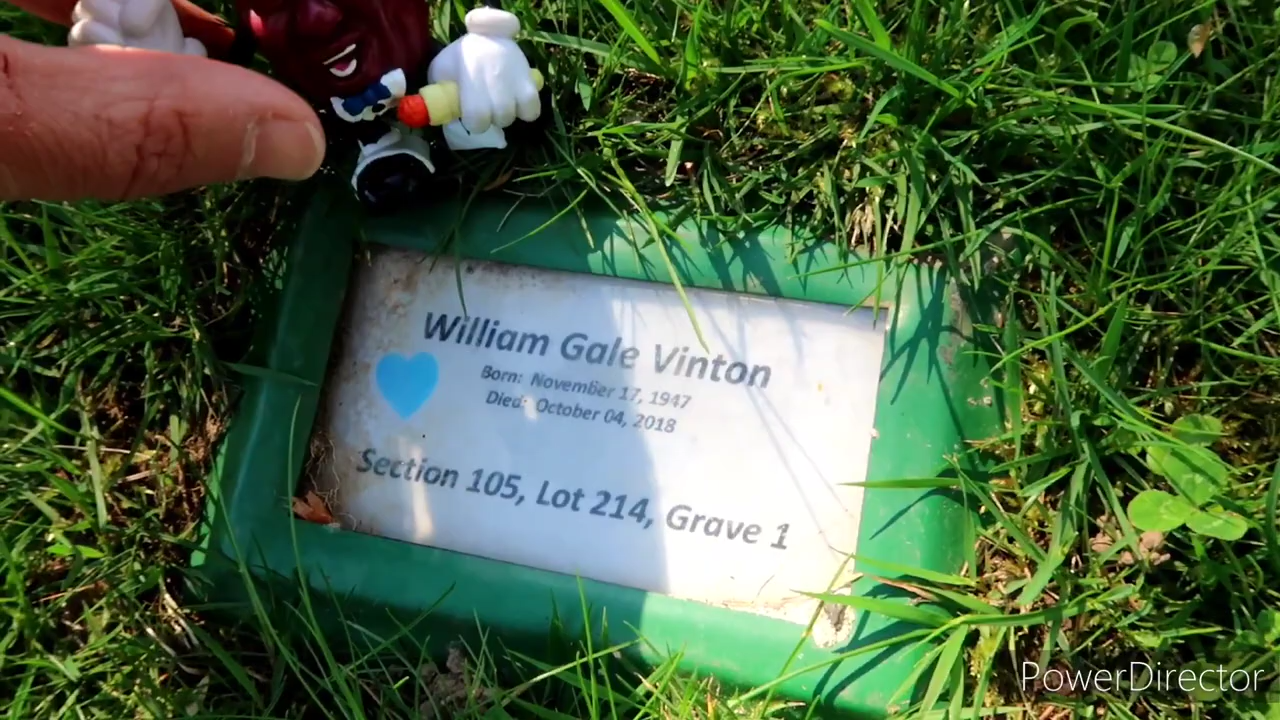 William Gale Vinton
Born: November 17, 1947
Died: October 04, 2018
Section 105, Lot 214, Grave 1
PowerDirector